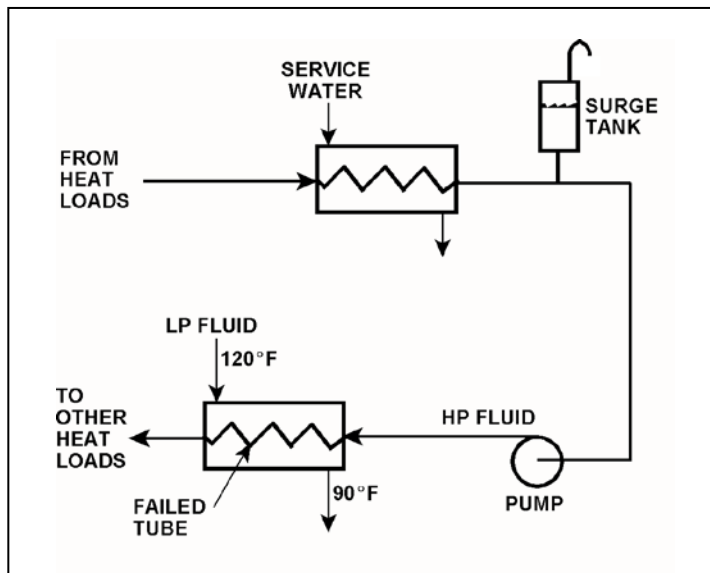 SERVICE
WATER
SURGE
TANK
FROM
HEAT
LOADS
LP FLUID
120°F
TO
OTHER
HEAT
LOADS
HP FLUID
90°F
FAILED
TUBE
PUMP